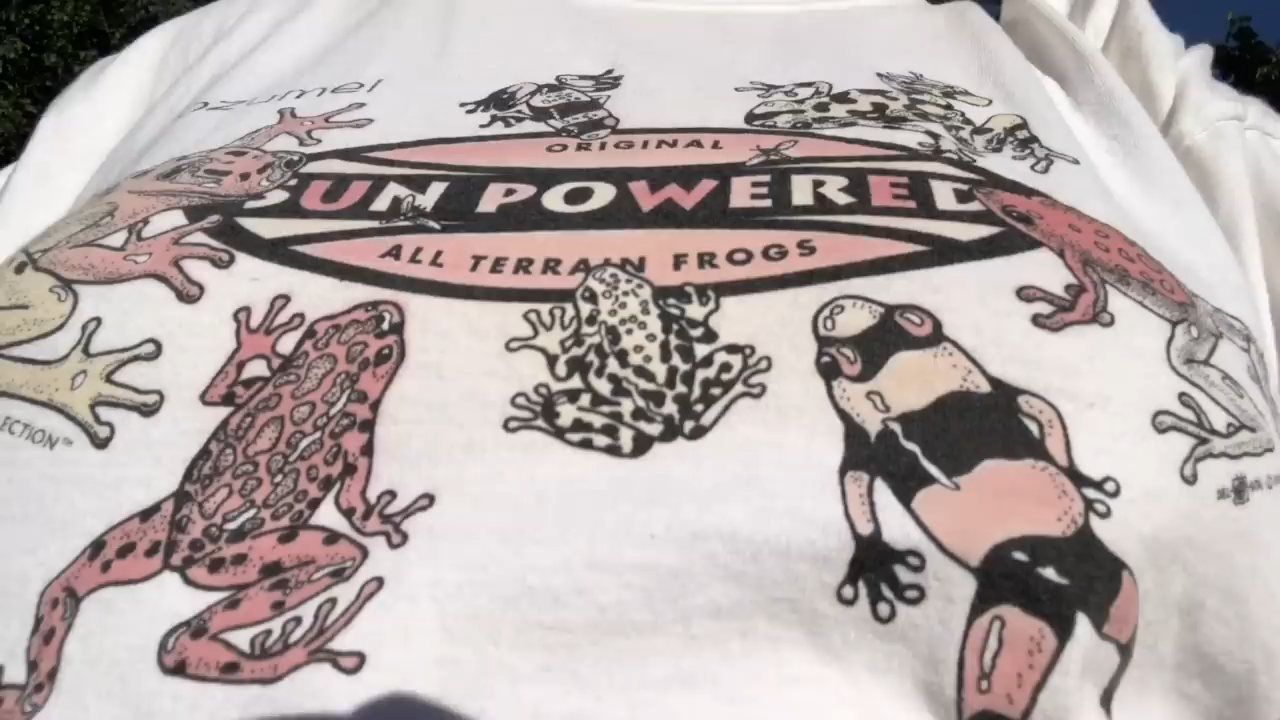 ozumel
ORIGINAL
SUN POWERED
ALL TERRAIN FROGS
ECTION™